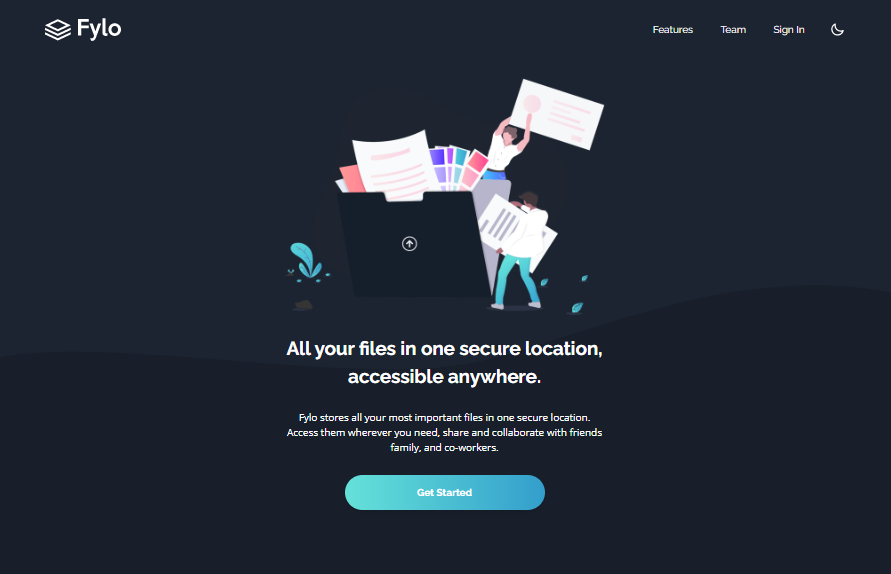 Fylo
Features
Team
Sign In
All your files in one secure location,
accessible anywhere.
Fylo stores all your most important files in one secure location.
Access them wherever you need, share and collaborate with friends
family, and co-workers.
Get Started